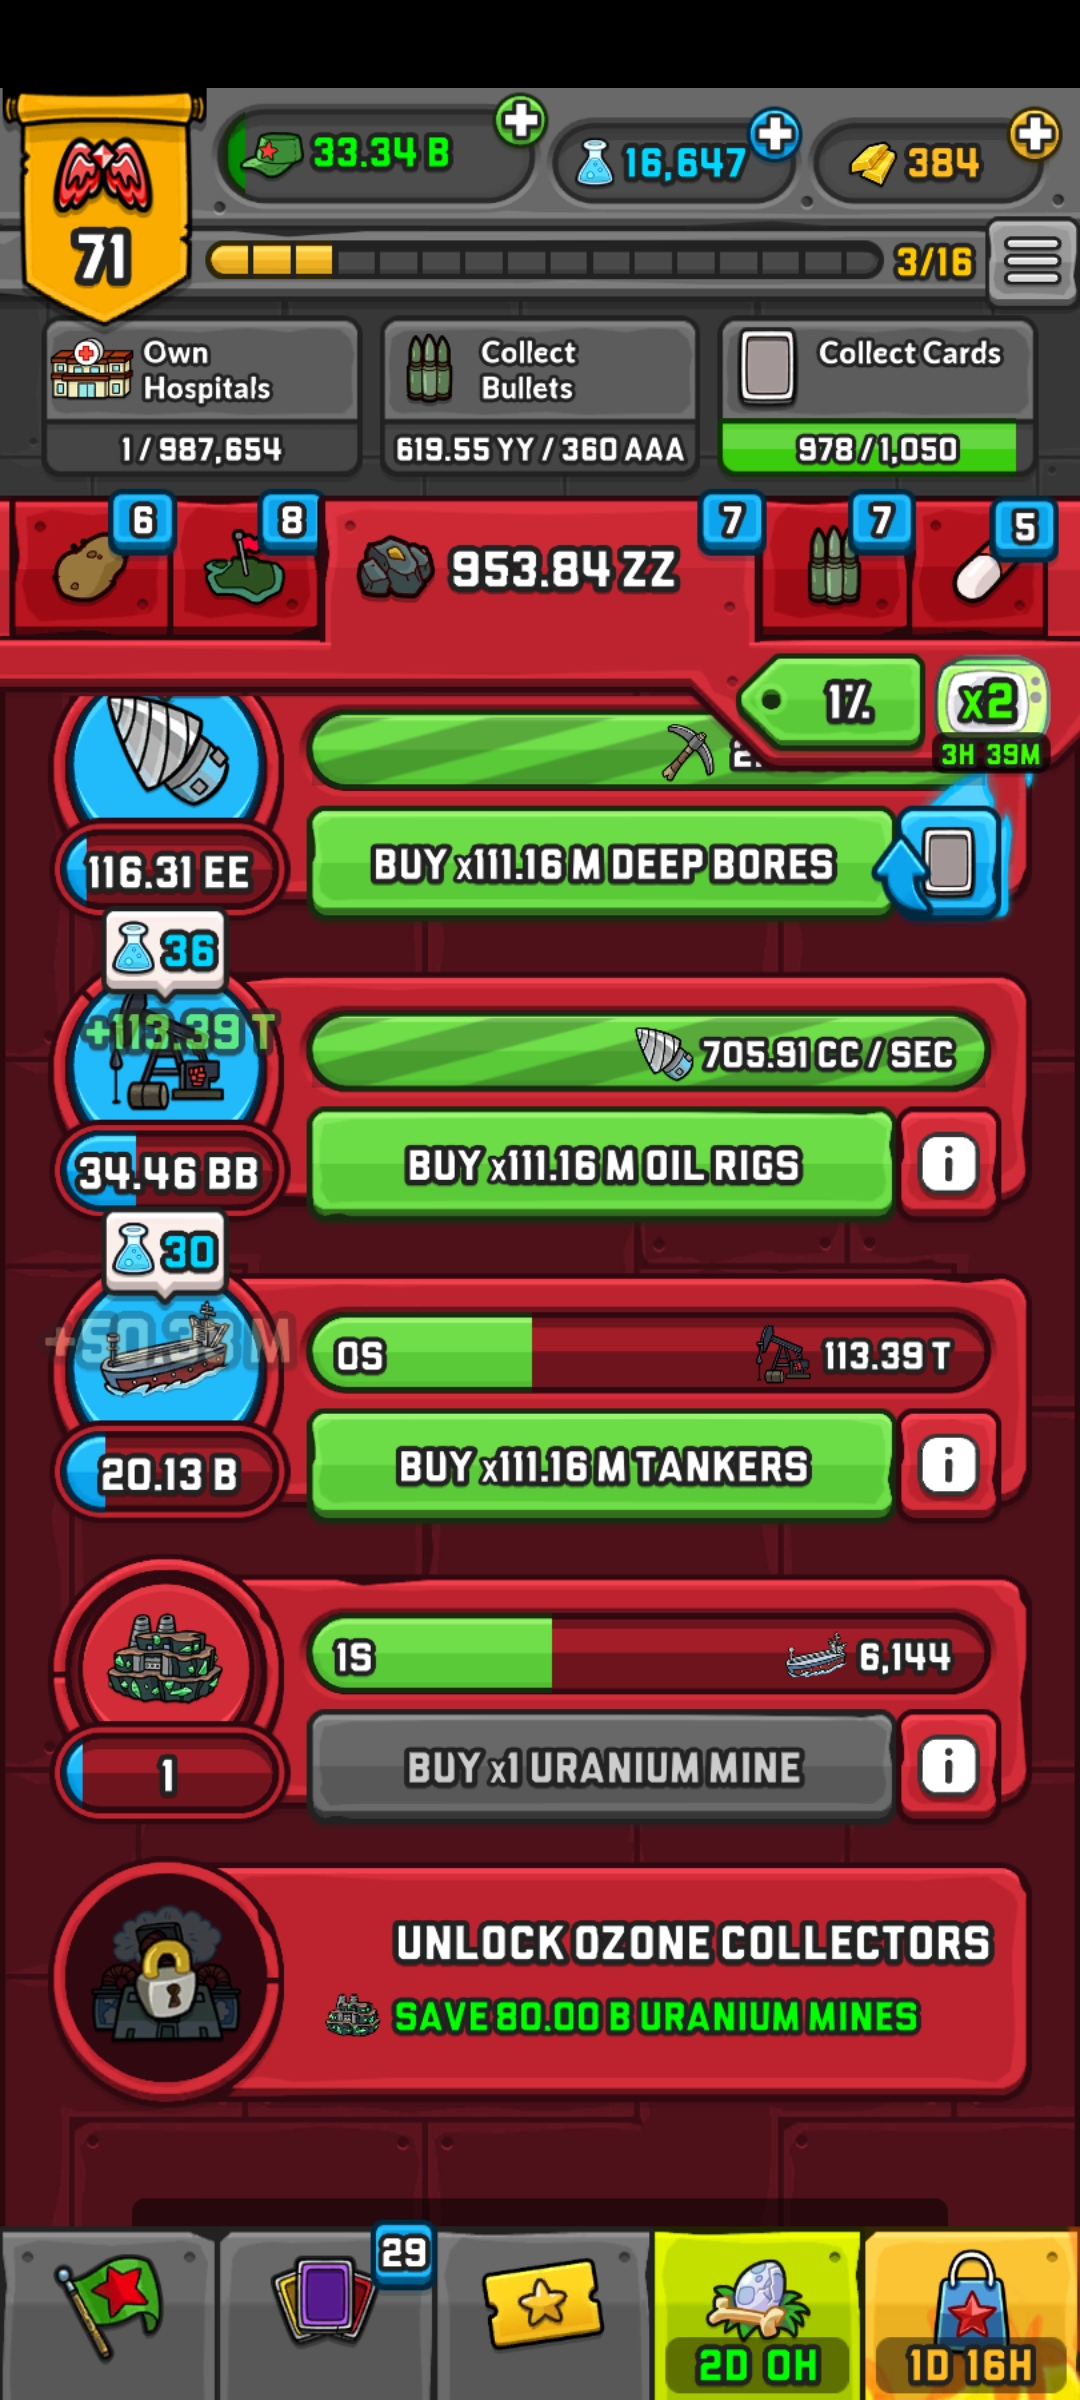 33.34 B
16,647
384
71
3/16
Own Hospitals
1 / 987,654
Collect Bullets
619.55 YY / 360 AAA
Collect Cards
978 / 1,050
6
8
953.84 ZZ
7
7
5
1%
x2
3H 39M
116.31 EE
BUY x111.16 M DEEP BORES
36
+113.39 T
705.91 CC / SEC
34.46 BB
BUY x111.16 M OIL RIGS
30
0S
113.39 T
20.13 B
BUY x111.16 M TANKERS
1S
6,144
1
BUY x1 URANIUM MINE
UNLOCK OZONE COLLECTORS
SAVE 80.00 B URANIUM MINES
29
2D 0H
1D 16H